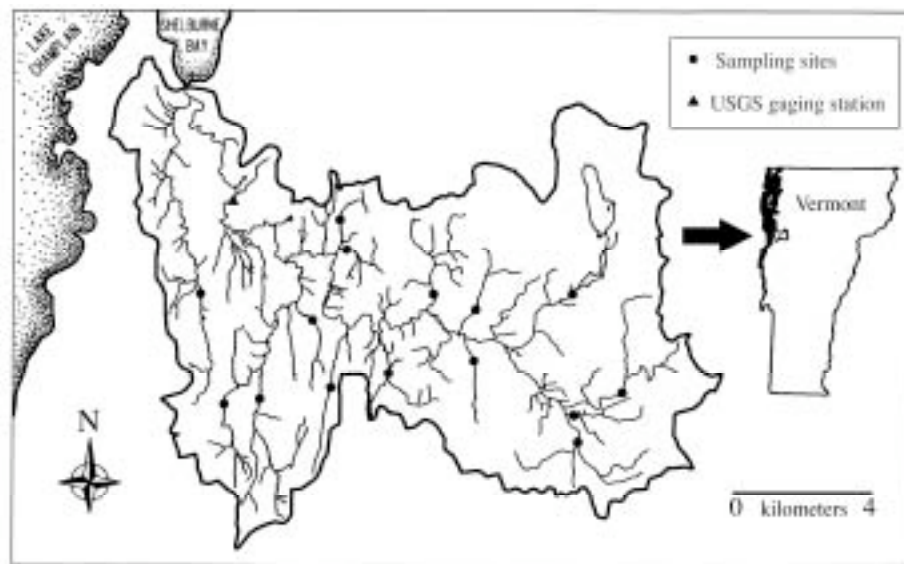 LAKE
CHAMPLAIN
SHELBURNE
BAY
Sampling sites
USGS gaging station
Vermont
N
0 kilometers 4